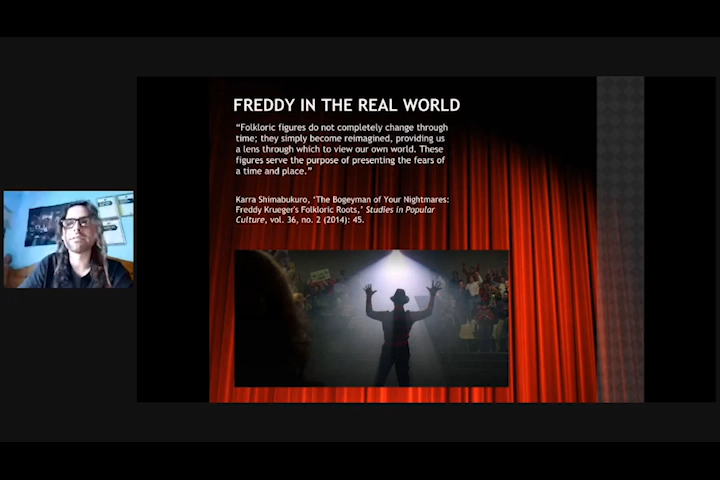 FREDDY IN THE REAL WORLD
“Folkloric figures do not completely change through
time; they simply become reimagined, providing us
a lens through which to view our own world. These
figures serve the purpose of presenting the fears of
a time and place.”
Karra Shimabukuro, ‘The Bogeyman of Your Nightmares:
Freddy Krueger's Folkloric Roots,’ Studies in Popular
Culture, vol. 36, no. 2 (2014): 45.